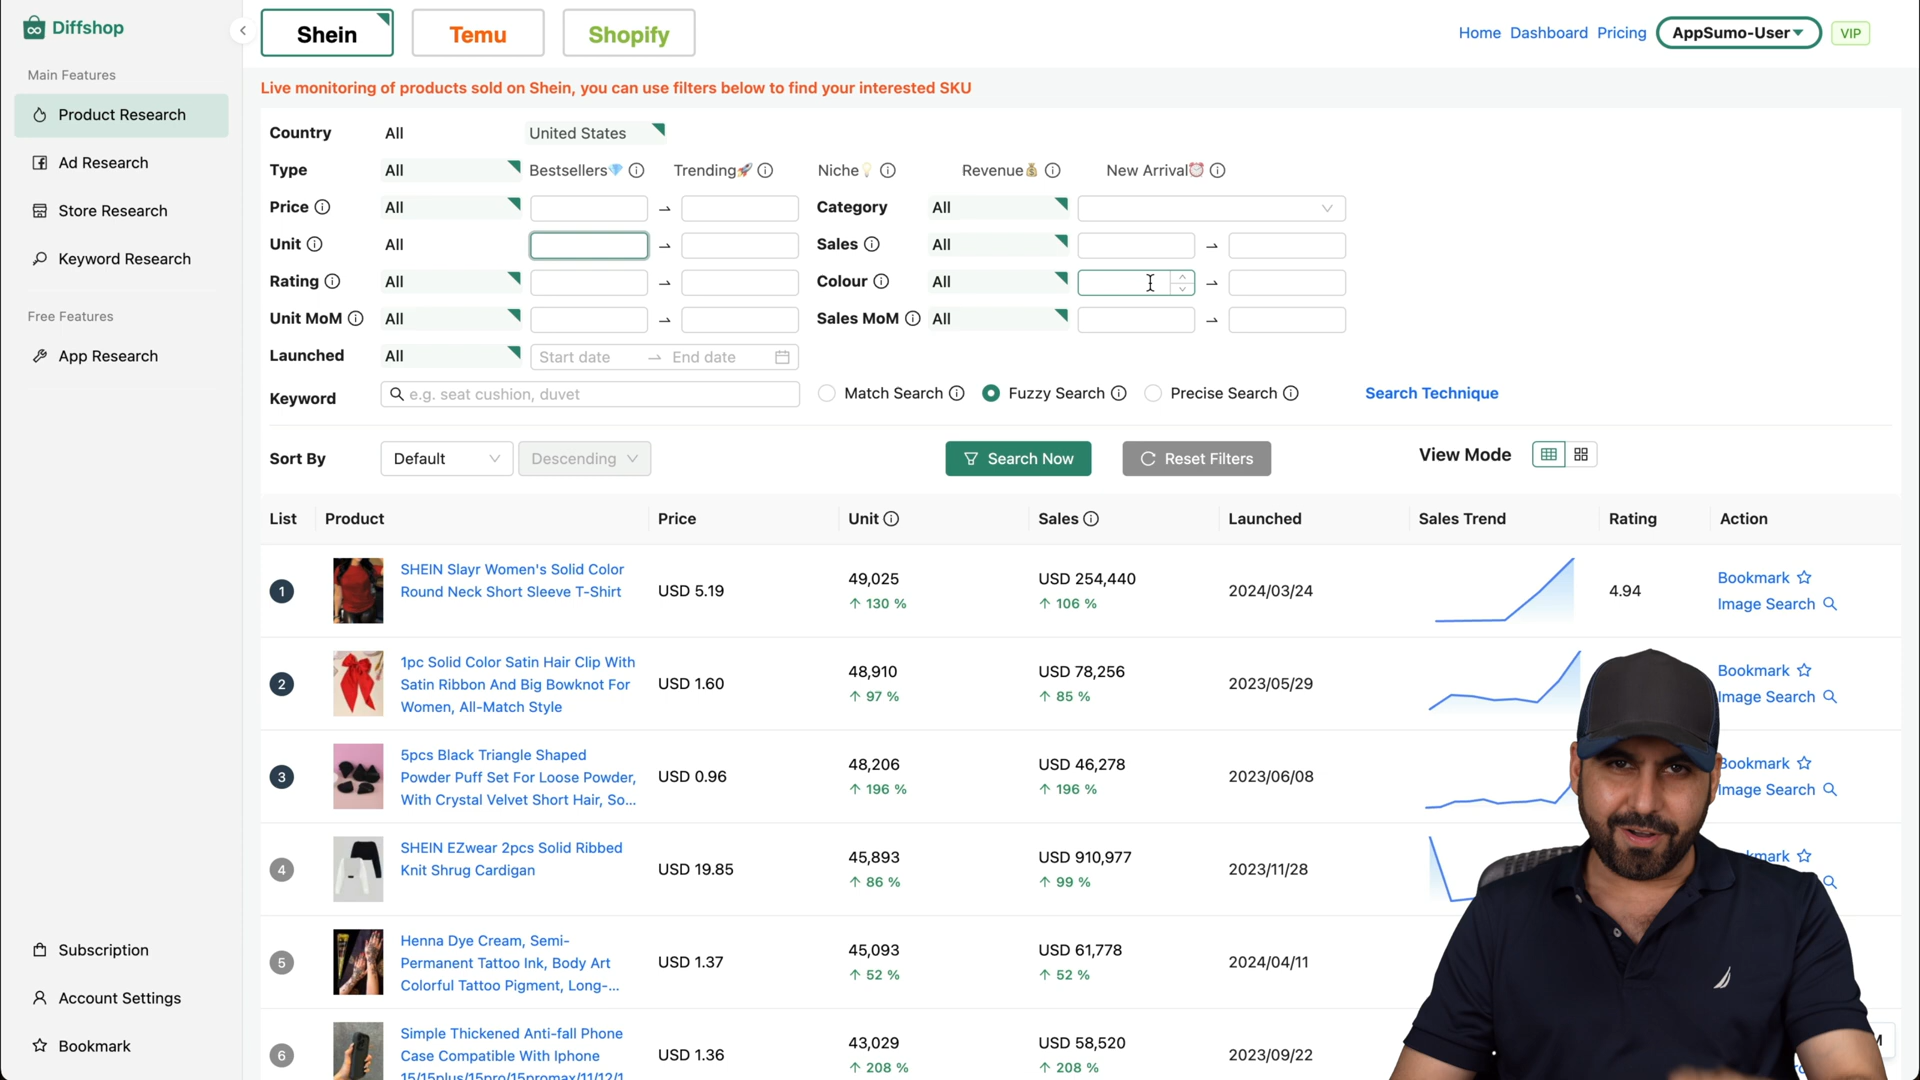 Diffshop
Main Features
Product Research
Ad Research
Store Research
Keyword Research
Free Features
App Research
Subscription
Account Settings
Bookmark
Shein
Temu
Shopify
Home Dashboard Pricing AppSumo-User VIP
Live monitoring of products sold on Shein, you can use filters below to find your interested SKU
Country All United States
Type All Bestsellers Trending Niche Revenue New Arrival
Price All Category All
Unit All Sales All
Rating All Colour All
Unit MoM All Sales MoM All
Launched All Start date End date
Keyword e.g. seat cushion, duvet Match Search Fuzzy Search Precise Search Search Technique
Sort By Default Descending Search Now Reset Filters View Mode
List Product Price Unit Sales Launched Sales Trend Rating Action
1
SHEIN Slayr Women's Solid Color
Round Neck Short Sleeve T-Shirt
USD 5.19
49,025
130 %
USD 254,440
106 %
2024/03/24
4.94
Bookmark
Image Search
2
1pc Solid Color Satin Hair Clip With
Satin Ribbon And Big Bowknot For
Women, All-Match Style
USD 1.60
48,910
97 %
USD 78,256
85 %
2023/05/29
Bookmark
Image Search
3
5pcs Black Triangle Shaped
Powder Puff Set For Loose Powder,
With Crystal Velvet Short Hair, So...
USD 0.96
48,206
196 %
USD 46,278
196 %
2023/06/08
Bookmark
Image Search
4
SHEIN EZwear 2pcs Solid Ribbed
Knit Shrug Cardigan
USD 19.85
45,893
86 %
USD 910,977
99 %
2023/11/28
kmark
5
Henna Dye Cream, Semi-
Permanent Tattoo Ink, Body Art
Colorful Tattoo Pigment, Long-...
USD 1.37
45,093
52 %
USD 61,778
52 %
2024/04/11
6
Simple Thickened Anti-fall Phone
Case Compatible With Iphone
15/15plus/15pro/15promax/11/12/1
USD 1.36
43,029
208 %
USD 58,520
208 %
2023/09/22